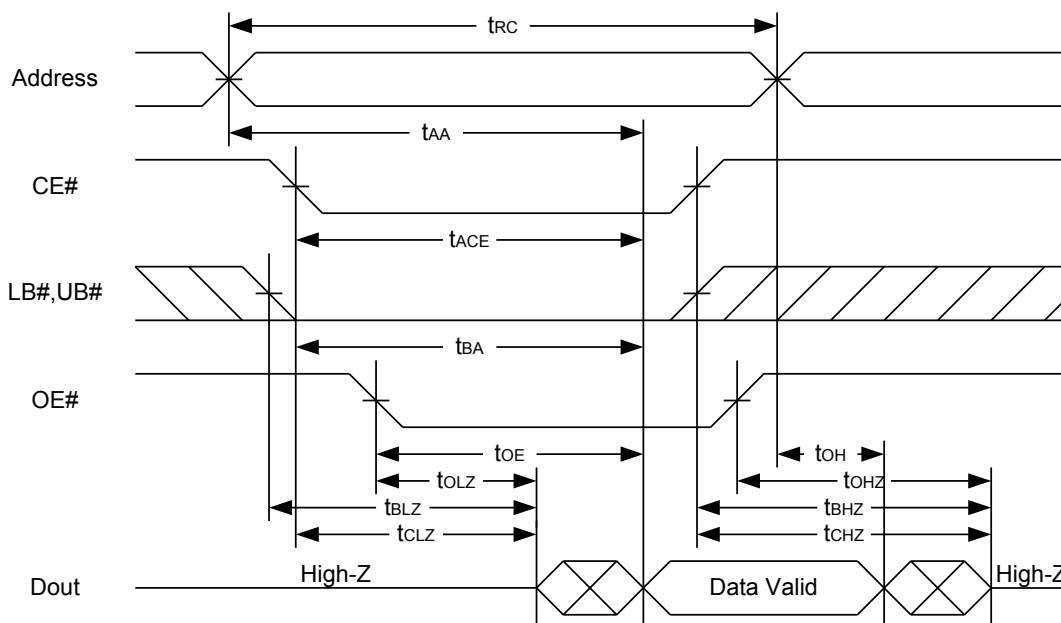 tRC
Address
tAA
CE#
tACE
LB#,UB#
tBA
OE#
tOE
tOH
tOLZ
tOHZ
tBLZ
tBHZ
tCLZ
tCHZ
High-Z
High-Z
Dout
Data Valid